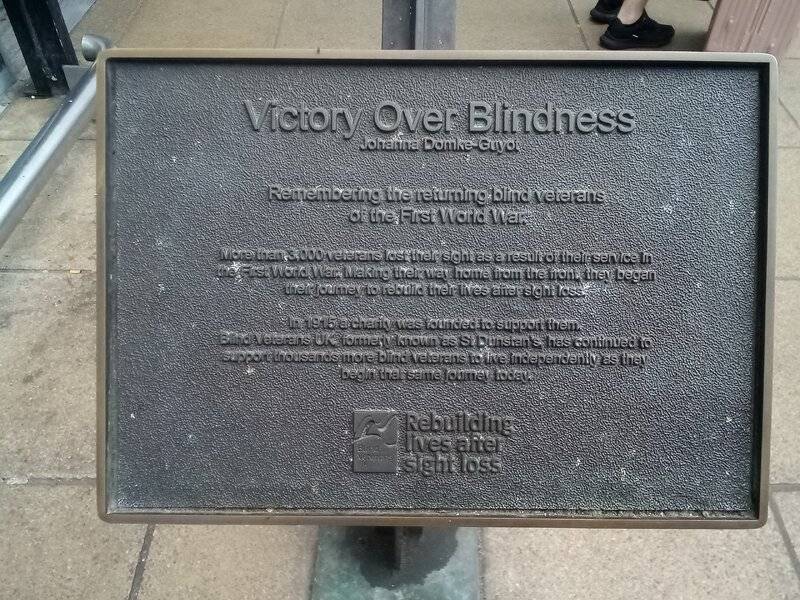 Victory Over Blindness
Johanna Domke-Guyot
Remembering the returning blind veterans
of the First World War.
More than 3,000 veterans lost their sight as a result of their service in
the First World War. Making their way home from the front, they began
their journey to rebuild their lives after sight loss.
In 1915 a charity was founded to support them.
Blind Veterans UK, formerly known as St Dunstan's, has continued to
support thousands more blind veterans to live independently as they
begin that same journey today.
Rebuilding
lives after
sight loss